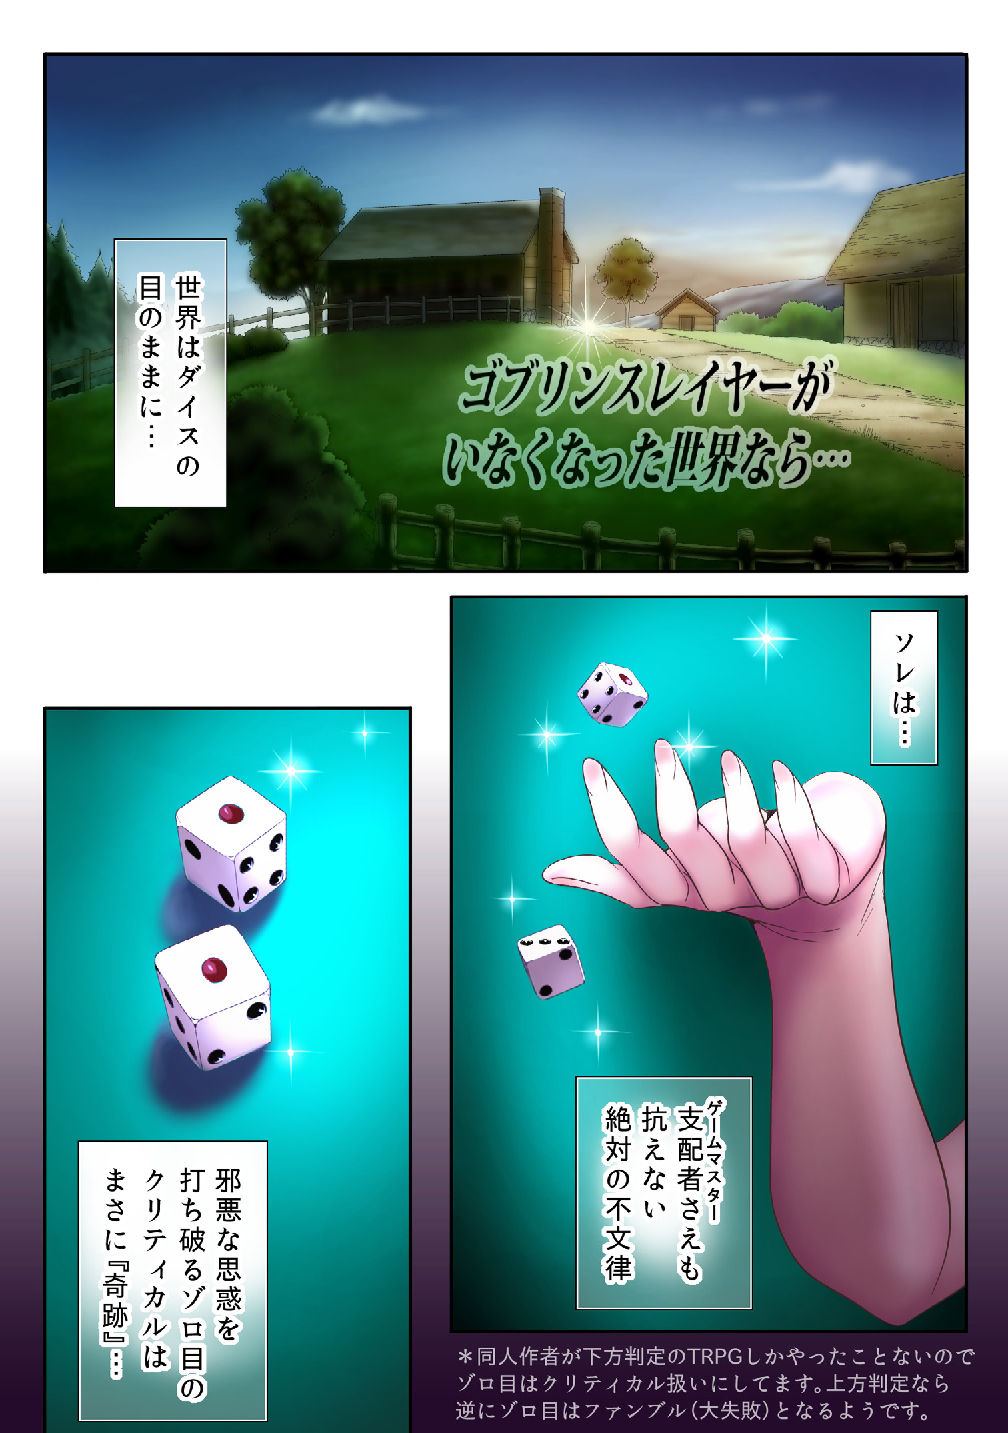 世界はダイスの
目のままに…
ゴブリンスレイヤーが
いなくなった世界なら…
ソレは…
支配者さえも
ゲームマスター
抗えない
絶対の不文律
邪悪な思惑を
打ち破るゾロ目の
クリティカルは
まさに『奇跡』…
＊同人作者が下方判定のTRPGしかやったことないので
ゾロ目はクリティカル扱いにしてます。上方判定なら
逆にゾロ目はファンブル（大失敗）となるようです。